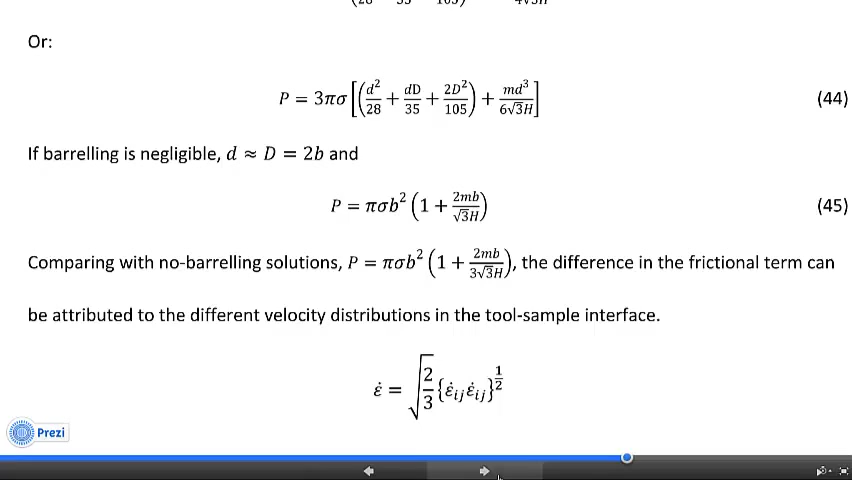 Or:
P = 3πσ[(d²/28 + dD/35 + 2D²/105) + md³/6√3H] (44)
If barrelling is negligible, d ≈ D = 2b and
P = πσb²(1 + 2mb/√3H) (45)
Comparing with no-barrelling solutions, P = πσb²(1 + 2mb/3√3H), the difference in the frictional term can
be attributed to the different velocity distributions in the tool-sample interface.
ε̇ = √(2/3){ε̇ᵢⱼε̇ᵢⱼ}^(1/2)
Prezi